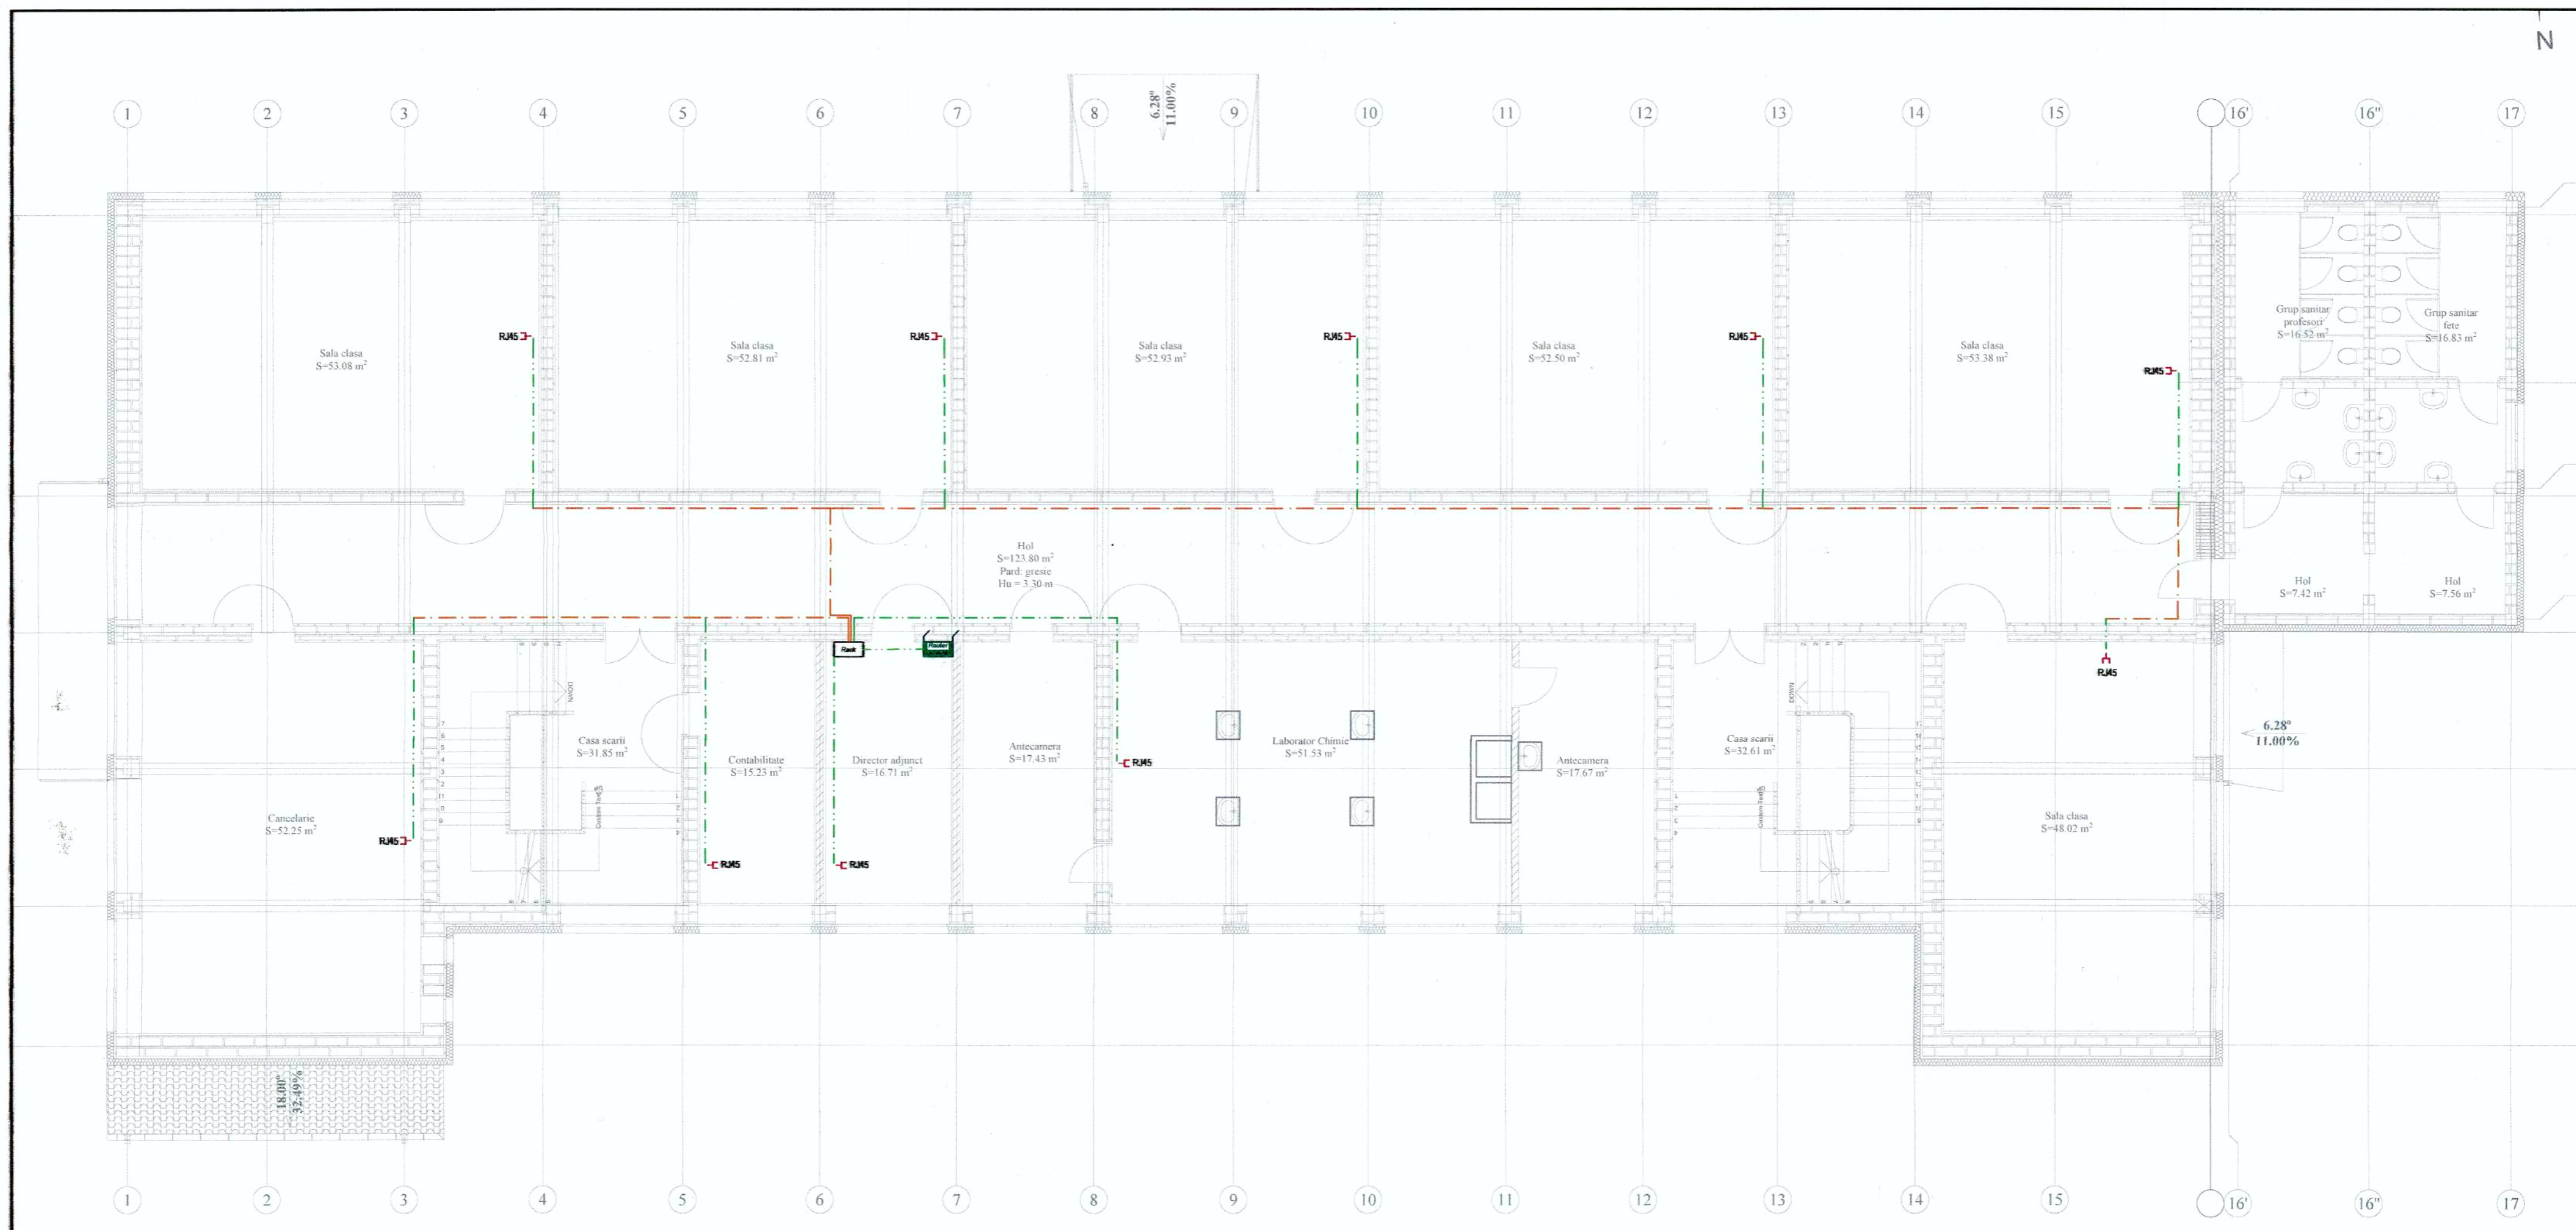 N
6.28°
11.00%
1 2 3 4 5 6 7 8 9 10 11 12 13 14 15 16' 16" 17
Sala clasa
S=53.08 m²
RJ45
Sala clasa
S=52.81 m²
RJ45
Sala clasa
S=52.93 m²
RJ45
Sala clasa
S=52.50 m²
RJ45
Sala clasa
S=53.38 m²
RJ45
Grup sanitar
profesori
S=16.52 m²
Grup sanitar
fete
S=16.83 m²
Hol
S=123.80 m²
Pard: gresie
Hu = 3.30 m
Hol
S=7.42 m²
Hol
S=7.56 m²
Rack
Router
Cancelarie
S=52.25 m²
RJ45
DOWN
Casa scarii
S=31.85 m²
Contabilitate
S=15.23 m²
RJ45
Director adjunct
S=16.71 m²
RJ45
Antecamera
S=17.43 m²
RJ45
Laborator Chimie
S=51.53 m²
Antecamera
S=17.67 m²
DOWN
Casa scarii
S=32.61 m²
RJ45
Sala clasa
S=48.02 m²
6.28°
11.00%
18.00°
32.49%
1 2 3 4 5 6 7 8 9 10 11 12 13 14 15 16' 16" 17